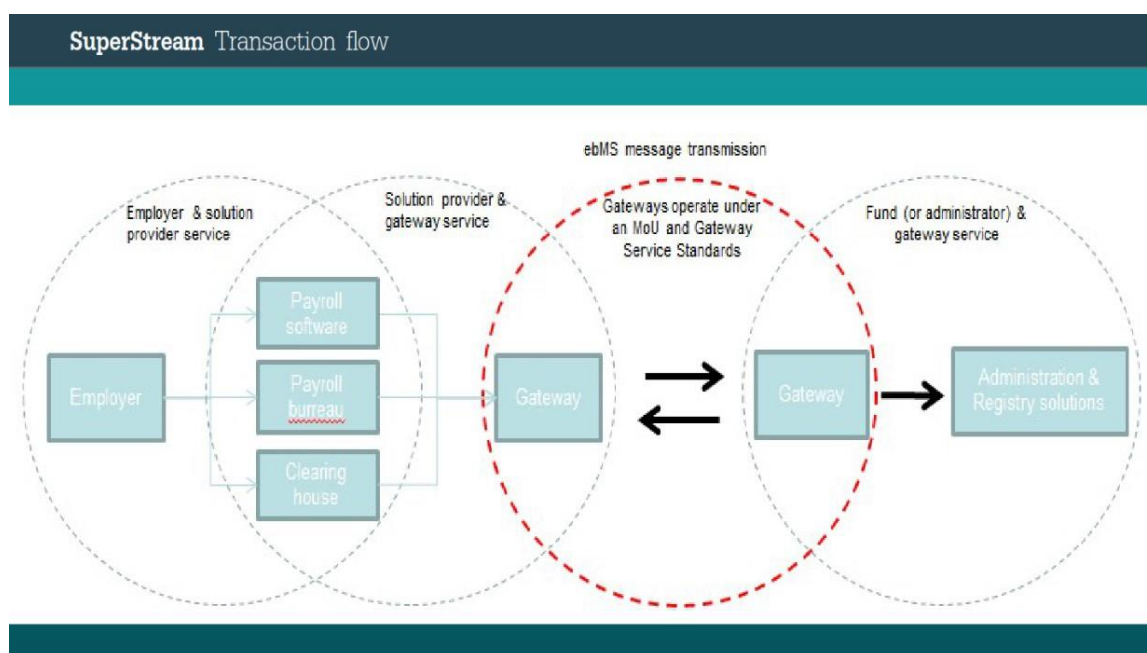 SuperStream Transaction flow
ebMS message transmission
Employer & solution
provider service
Solution provider &
gateway service
Gateways operate under
an MoU and Gateway
Service Standards
Fund (or administrator) &
gateway service
Employer
Payroll
software
Payroll
burreau
Clearing
house
Gateway
Gateway
Administration &
Registry solutions